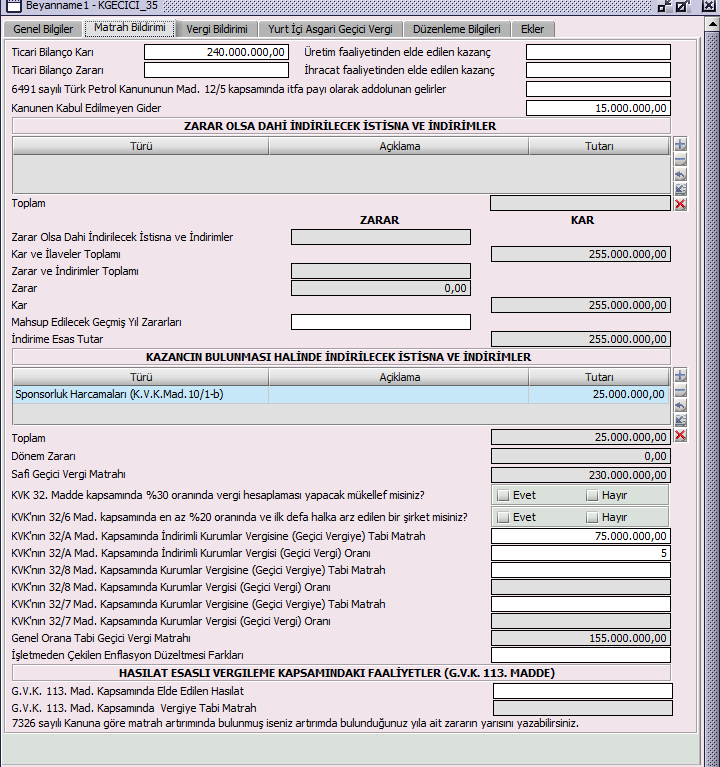 Beyanname1 - KGECICI_35
Genel Bilgiler Matrah Bildirimi Vergi Bildirimi Yurt İçi Asgari Geçici Vergi Düzenleme Bilgileri Ekler
Ticari Bilanço Karı 240.000.000,00 Üretim faaliyetinden elde edilen kazanç
Ticari Bilanço Zararı İhracat faaliyetinden elde edilen kazanç
6491 sayılı Türk Petrol Kanununun Mad. 12/5 kapsamında itfa payı olarak addolunan gelirler
Kanunen Kabul Edilmeyen Gider 15.000.000,00
ZARAR OLSA DAHİ İNDİRİLECEK İSTİSNA VE İNDİRİMLER
Türü Açıklama Tutarı
Toplam
ZARAR KAR
Zarar Olsa Dahi İndirilecek İstisna ve İndirimler
Kar ve İlaveler Toplamı 255.000.000,00
Zarar ve İndirimler Toplamı
Zarar 0,00
Kar 255.000.000,00
Mahsup Edilecek Geçmiş Yıl Zararları
İndirime Esas Tutar 255.000.000,00
KAZANCIN BULUNMASI HALİNDE İNDİRİLECEK İSTİSNA VE İNDİRİMLER
Türü Açıklama Tutarı
Sponsorluk Harcamaları (K.V.K.Mad.10/1-b) 25.000.000,00
Toplam 25.000.000,00
Dönem Zararı 0,00
Safi Geçici Vergi Matrahı 230.000.000,00
KVK 32. Madde kapsamında %30 oranında vergi hesaplaması yapacak mükellef misiniz? Evet Hayır
KVK'nın 32/6 Mad. kapsamında en az %20 oranında ve ilk defa halka arz edilen bir şirket misiniz? Evet Hayır
KVK'nın 32/A Mad. Kapsamında İndirimli Kurumlar Vergisine (Geçici Vergiye) Tabi Matrah 75.000.000,00
KVK'nın 32/A Mad. Kapsamında İndirimli Kurumlar Vergisi (Geçici Vergi) Oranı 5
KVK'nın 32/8 Mad. Kapsamında Kurumlar Vergisine (Geçici Vergiye) Tabi Matrah
KVK'nın 32/8 Mad. Kapsamında Kurumlar Vergisi (Geçici Vergi) Oranı
KVK'nın 32/7 Mad. Kapsamında Kurumlar Vergisine (Geçici Vergiye) Tabi Matrah
KVK'nın 32/7 Mad. Kapsamında Kurumlar Vergisi (Geçici Vergi) Oranı
Genel Orana Tabi Geçici Vergi Matrahı 155.000.000,00
İşletmeden Çekilen Enflasyon Düzeltmesi Farkları
HASILAT ESASLI VERGİLEME KAPSAMINDAKI FAALİYETLER (G.V.K. 113. MADDE)
G.V.K. 113. Mad. Kapsamında Elde Edilen Hasılat
G.V.K. 113. Mad. Kapsamında Vergiye Tabi Matrah
7326 sayılı Kanuna göre matrah artırımında bulunmuş iseniz artırımda bulunduğunuz yıla ait zararın yarısını yazabilirsiniz.